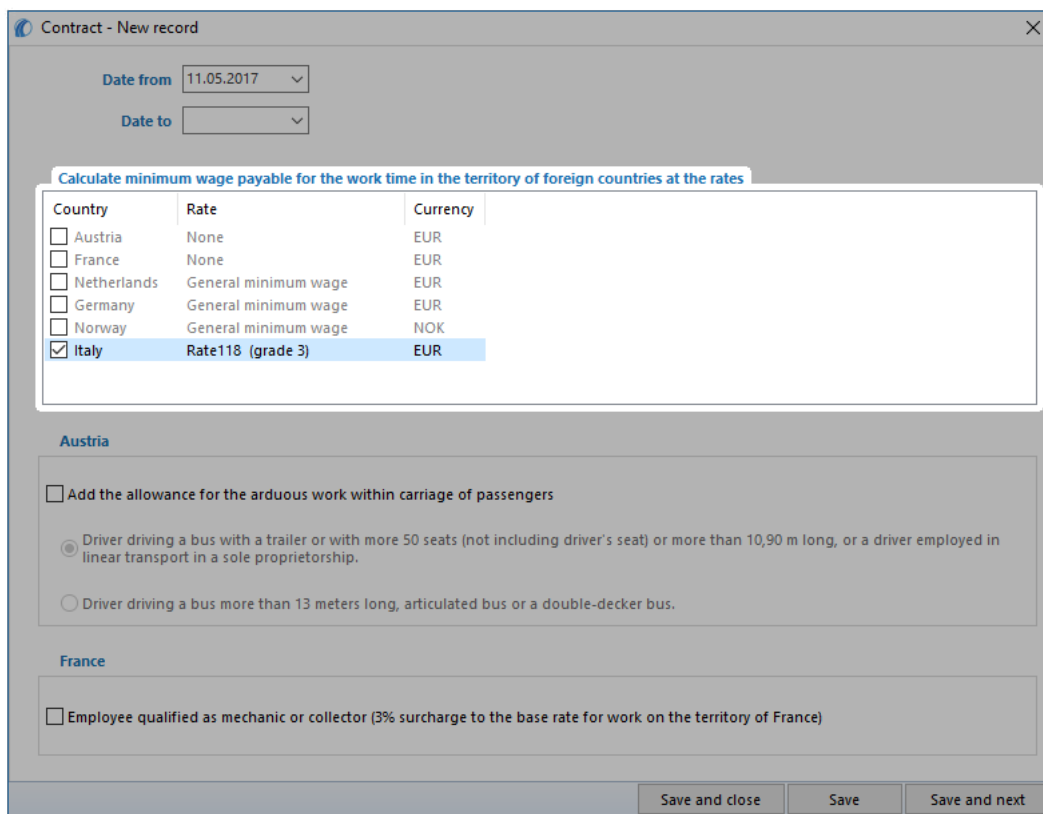 Contract - New record
Date from 11.05.2017
Date to
Calculate minimum wage payable for the work time in the territory of foreign countries at the rates
Country Rate Currency
Austria None EUR
France None EUR
Netherlands General minimum wage EUR
Germany General minimum wage EUR
Norway General minimum wage NOK
Italy Rate118 (grade 3) EUR
Austria
Add the allowance for the arduous work within carriage of passengers
Driver driving a bus with a trailer or with more 50 seats (not including driver's seat) or more than 10,90 m long, or a driver employed in
linear transport in a sole proprietorship.
Driver driving a bus more than 13 meters long, articulated bus or a double-decker bus.
France
Employee qualified as mechanic or collector (3% surcharge to the base rate for work on the territory of France)
Save and close Save Save and next